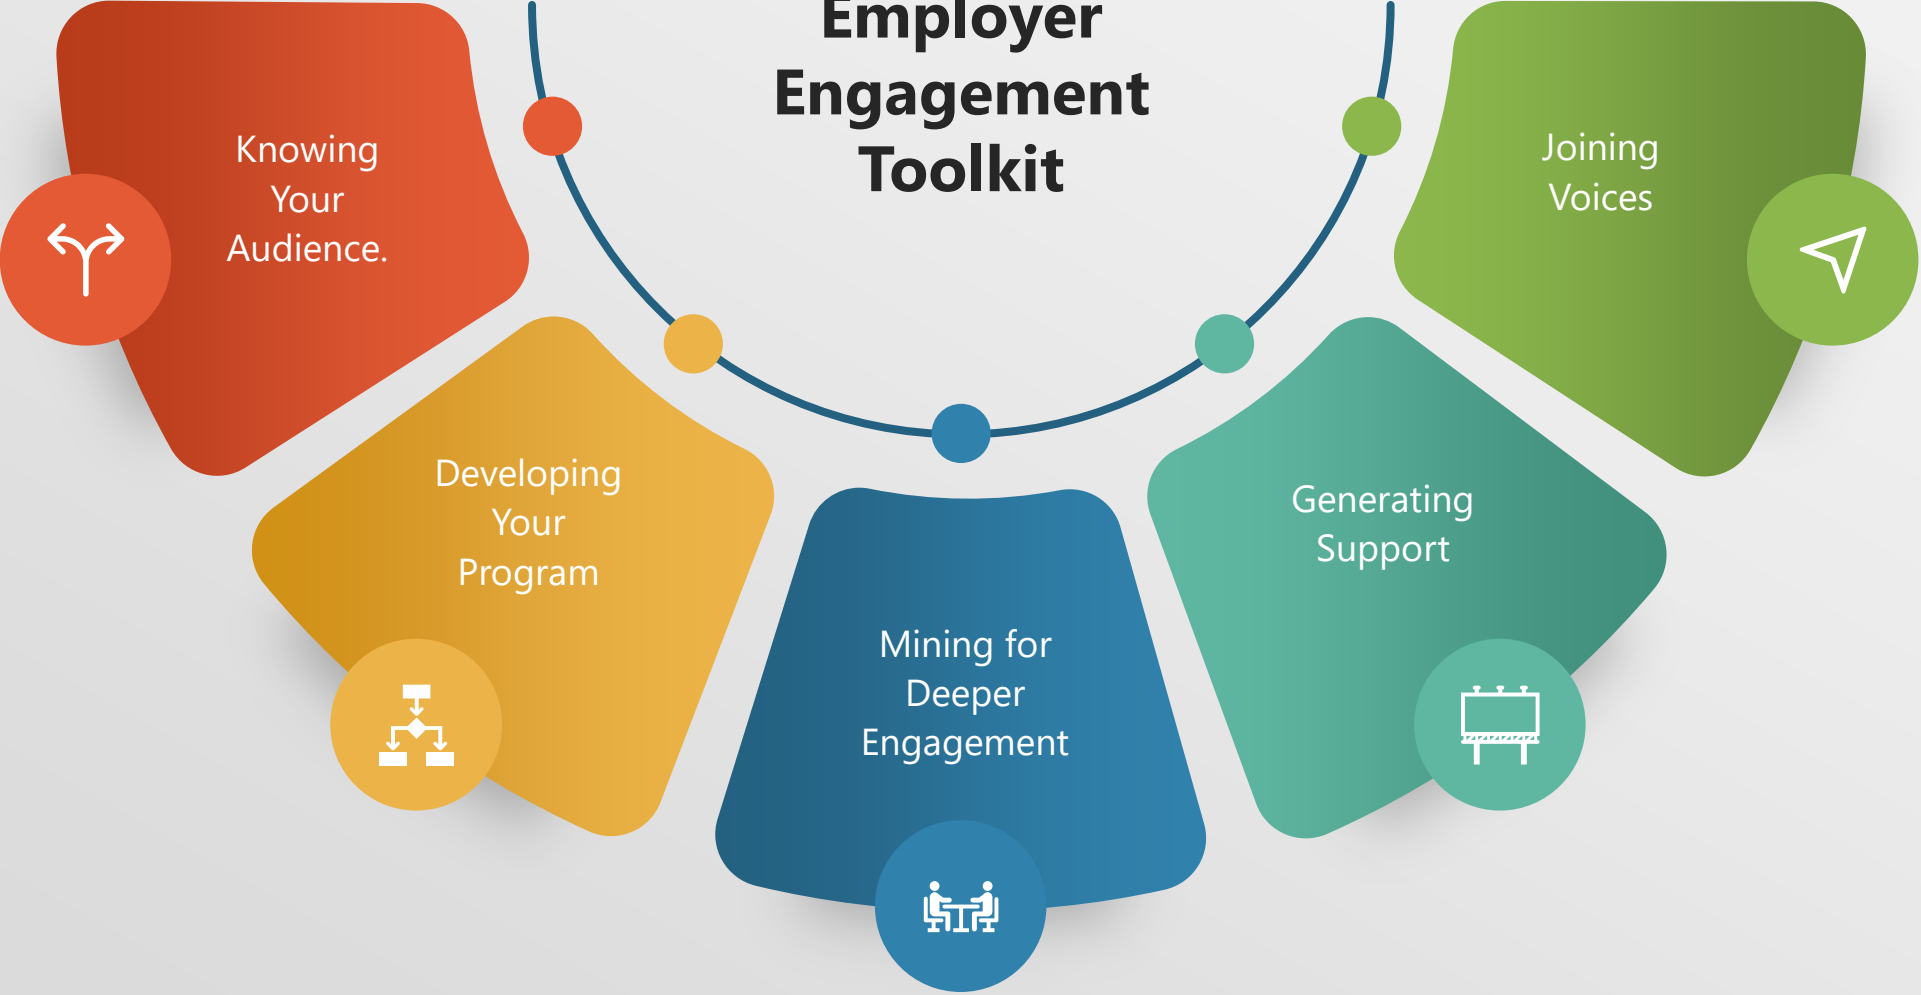 Employer
Engagement
Toolkit
Knowing
Your
Audience.
Developing
Your
Program
Mining for
Deeper
Engagement
Generating
Support
Joining
Voices